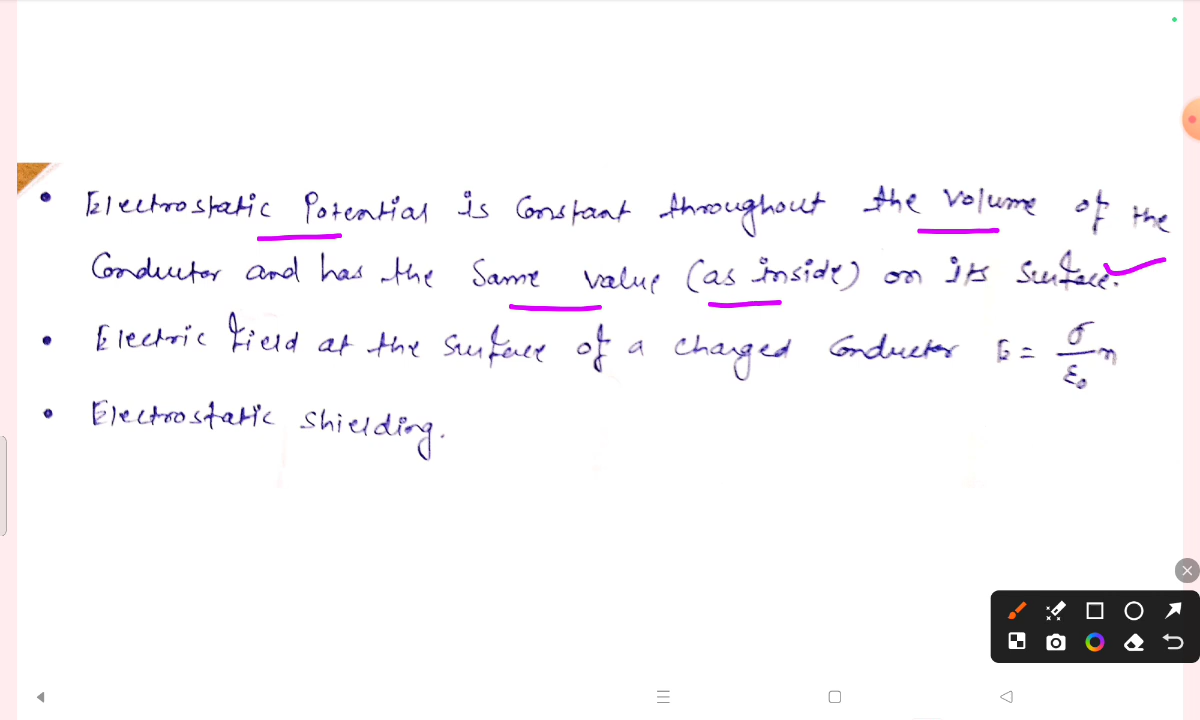 • Electrostatic Potential is Constant throughout the Volume of the
Conductor and has the Same value (as inside) on its Surface.
• Electric field at the surface of a charged Conductor E = σ/ε₀ n
• Electrostatic Shielding.